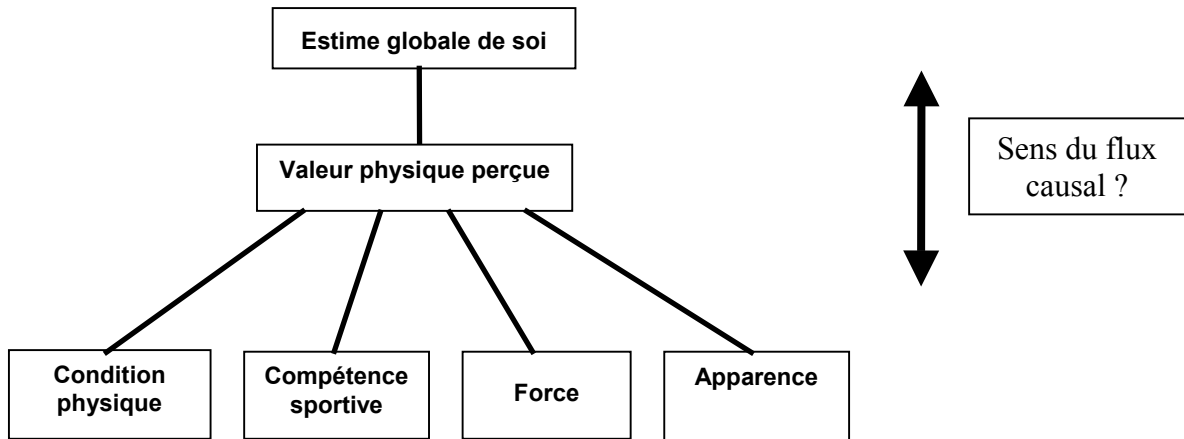 Estime globale de soi
Valeur physique perçue
Sens du flux
causal ?
Condition
physique
Compétence
sportive
Force
Apparence